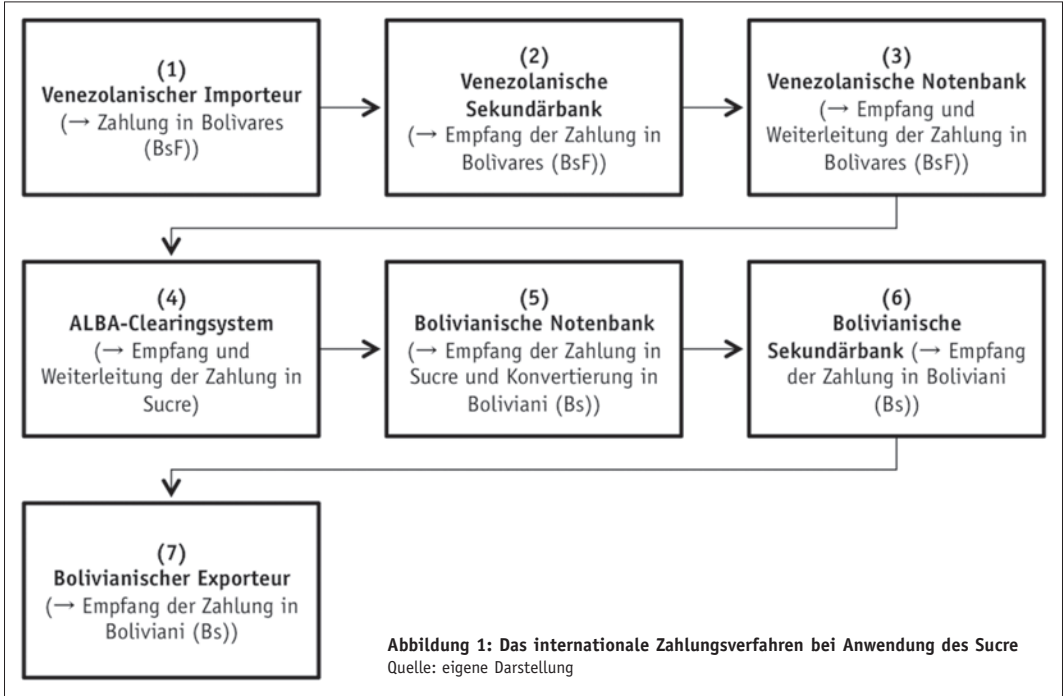 (1)
Venezolanischer Importeur
(→ Zahlung in Bolìvares
(BsF))
(2)
Venezolanische
Sekundärbank
(→ Empfang der Zahlung in
Bolìvares (BsF))
(3)
Venezolanische Notenbank
(→ Empfang und
Weiterleitung der Zahlung in
Bolìvares (BsF))
(4)
ALBA-Clearingsystem
(→ Empfang und
Weiterleitung der Zahlung in
Sucre)
(5)
Bolivianische Notenbank
(→ Empfang der Zahlung in
Sucre und Konvertierung in
Boliviani (Bs))
(6)
Bolivianische
Sekundärbank (→ Empfang
der Zahlung in Boliviani
(Bs))
(7)
Bolivianischer Exporteur
(→ Empfang der Zahlung in
Boliviani (Bs))
Abbildung 1: Das internationale Zahlungsverfahren bei Anwendung des Sucre
Quelle: eigene Darstellung